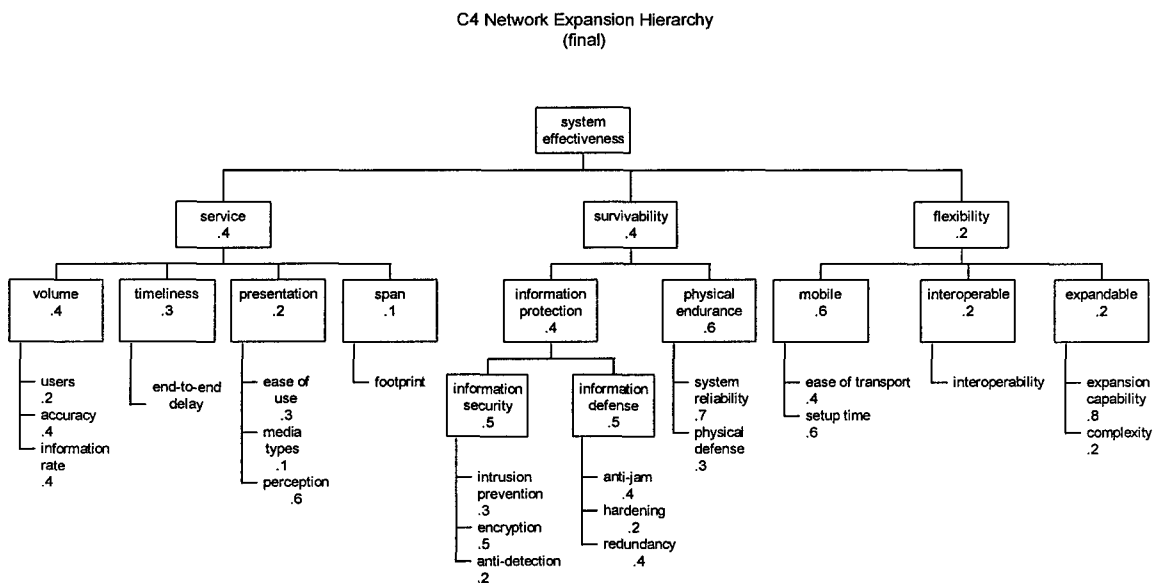 C4 Network Expansion Hierarchy
(final)
system
effectiveness
service
.4
survivability
.4
flexibility
.2
volume
.4
timeliness
.3
presentation
.2
span
.1
information
protection
.4
physical
endurance
.6
mobile
.6
interoperable
.2
expandable
.2
users
.2
accuracy
.4
information
rate
.4
end-to-end
delay
ease of
use
.3
media
types
.1
perception
.6
footprint
information
security
.5
information
defense
.5
intrusion
prevention
.3
encryption
.5
anti-detection
.2
anti-jam
.4
hardening
.2
redundancy
.4
system
reliability
.7
physical
defense
.3
ease of transport
.4
setup time
.6
interoperability
expansion
capability
.8
complexity
.2